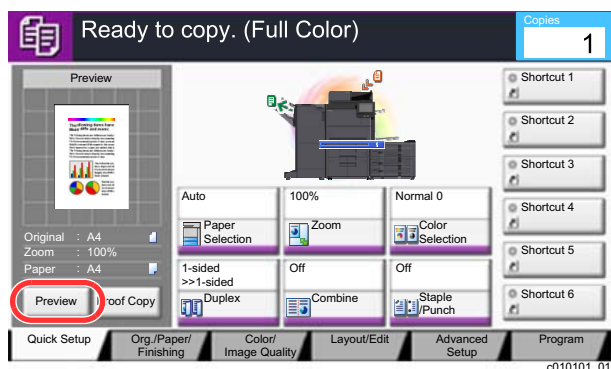 Ready to copy. (Full Color)
Copies
1
Preview
Original : A4
Zoom : 100%
Paper : A4
Preview
Proof Copy
Auto
Paper
Selection
100%
Zoom
Normal 0
Color
Selection
1-sided
>>1-sided
Duplex
Off
Combine
Off
Staple
/Punch
Shortcut 1
Shortcut 2
Shortcut 3
Shortcut 4
Shortcut 5
Shortcut 6
Quick Setup
Org./Paper/
Finishing
Color/
Image Quality
Layout/Edit
Advanced
Setup
Program
c010101_01